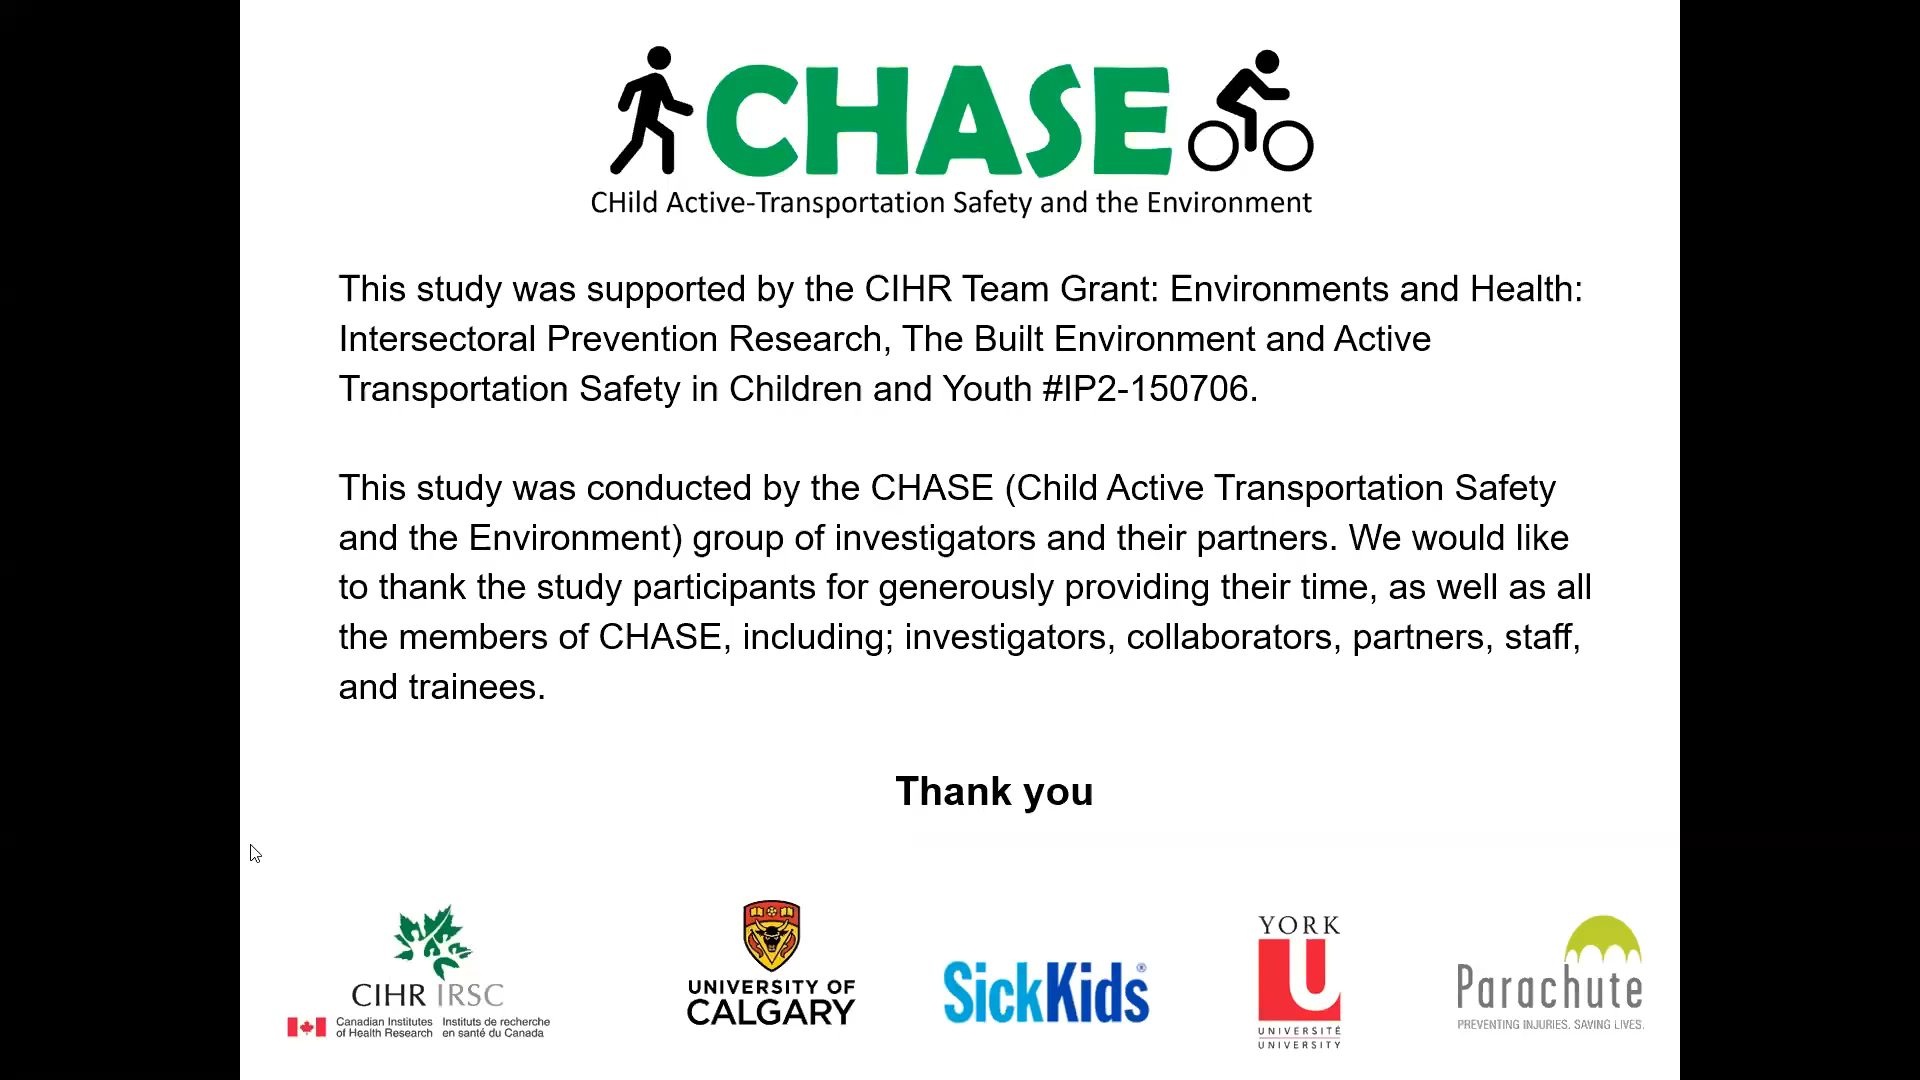 CHASE
CHild Active-Transportation Safety and the Environment
This study was supported by the CIHR Team Grant: Environments and Health:
Intersectoral Prevention Research, The Built Environment and Active
Transportation Safety in Children and Youth #IP2-150706.
This study was conducted by the CHASE (Child Active Transportation Safety
and the Environment) group of investigators and their partners. We would like
to thank the study participants for generously providing their time, as well as all
the members of CHASE, including; investigators, collaborators, partners, staff,
and trainees.
Thank you
CIHR IRSC
Canadian Institutes
of Health Research
Instituts de recherche
en santé du Canada
UNIVERSITY OF
CALGARY
SickKids®
YORK
U
UNIVERSITÉ
UNIVERSITY
Parachute
PREVENTING INJURIES. SAVING LIVES.